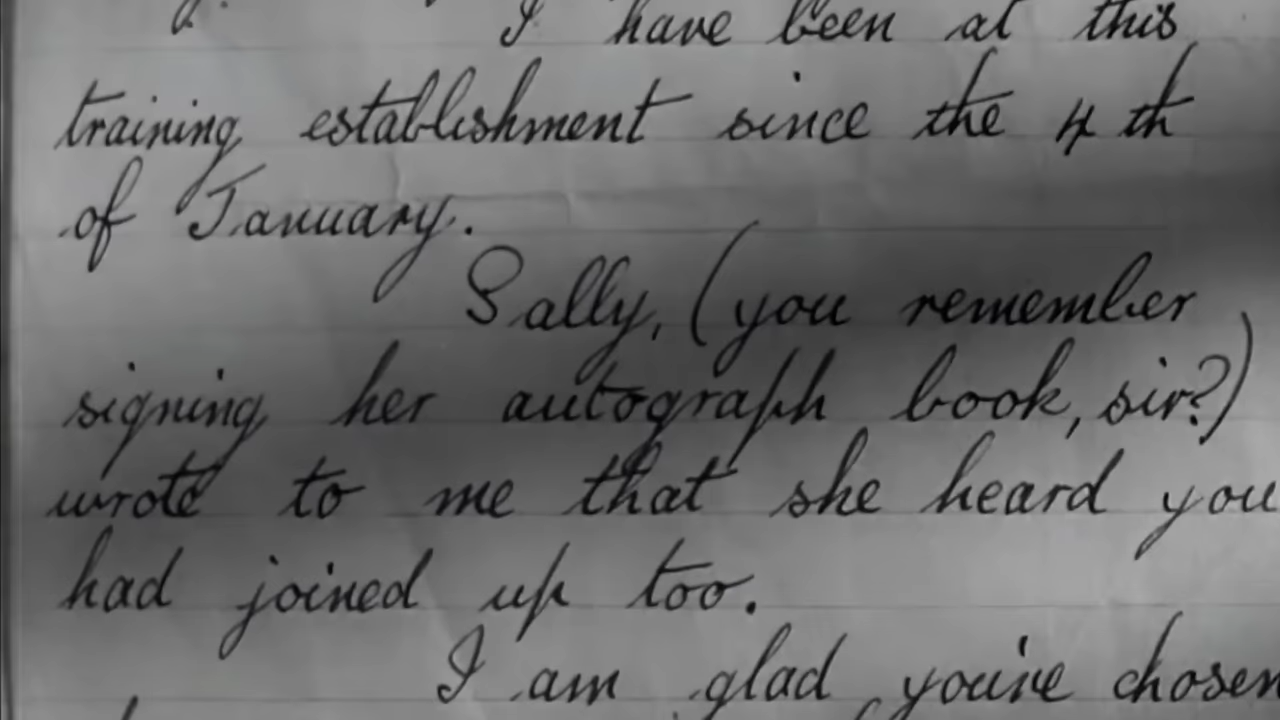 I have been at this
training establishment since the 4th
of January.
Sally, (you remember
signing her autograph book, sir?)
wrote to me that she heard you
had joined up too.
I am glad you've chosen